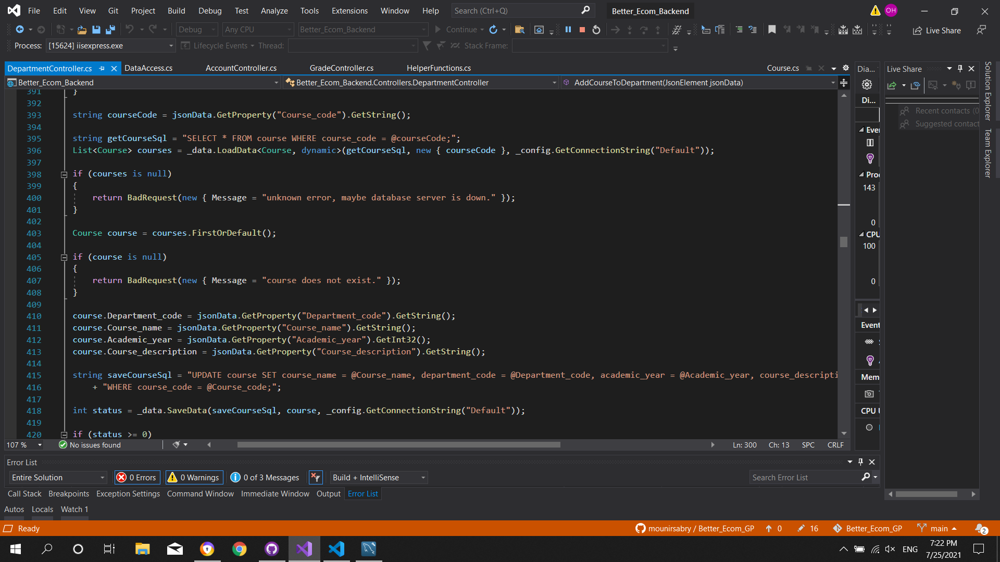 File Edit View Git Project Build Debug Test Analyze Tools Extensions Window Help Search (Ctrl+Q) Better_Ecom_Backend OH
Debug Any CPU Better_Ecom_Backend Continue Live Share
Process: [15624] iisexpress.exe Lifecycle Events Thread: Stack Frame:
DepartmentController.cs DataAccess.cs AccountController.cs GradeController.cs HelperFunctions.cs Course.cs
Better_Ecom_Backend Better_Ecom_Backend.Controllers.DepartmentController AddCourseToDepartment(JsonElement jsonData)
391 }
392
393 string courseCode = jsonData.GetProperty("Course_code").GetString();
394
395 string getCourseSql = "SELECT * FROM course WHERE course_code = @courseCode;";
396 List<Course> courses = _data.LoadData<Course, dynamic>(getCourseSql, new { courseCode }, _config.GetConnectionString("Default"));
397
398 if (courses is null)
399 {
400 return BadRequest(new { Message = "unknown error, maybe database server is down." });
401 }
402
403 Course course = courses.FirstOrDefault();
404
405 if (course is null)
406 {
407 return BadRequest(new { Message = "course does not exist." });
408 }
409
410 course.Department_code = jsonData.GetProperty("Department_code").GetString();
411 course.Course_name = jsonData.GetProperty("Course_name").GetString();
412 course.Academic_year = jsonData.GetProperty("Academic_year").GetInt32();
413 course.Course_description = jsonData.GetProperty("Course_description").GetString();
414
415 string saveCourseSql = "UPDATE course SET course_name = @Course_name, department_code = @Department_code, academic_year = @Academic_year, course_descripti
416 + "WHERE course_code = @Course_code;";
417
418 int status = _data.SaveData(saveCourseSql, course, _config.GetConnectionString("Default"));
419
420 if (status >= 0)
107 % No issues found Ln: 300 Ch: 13 SPC CRLF
Dia...
Di...
Eve
Pro
143
0
CPU
100
0
Event
Mem
CPU
Live Share
Recent contacts (0
Suggested contact
Solution Explorer
Team Explorer
Error List
Entire Solution 0 Errors 0 Warnings 0 of 3 Messages Build + IntelliSense Search Error List
Call Stack Breakpoints Exception Settings Command Window Immediate Window Output Error List
Autos Locals Watch 1
Ready mounirsabry / Better_Ecom_GP 0 16 Better_Ecom_GP main 2
ENG 7:22 PM
7/25/2021